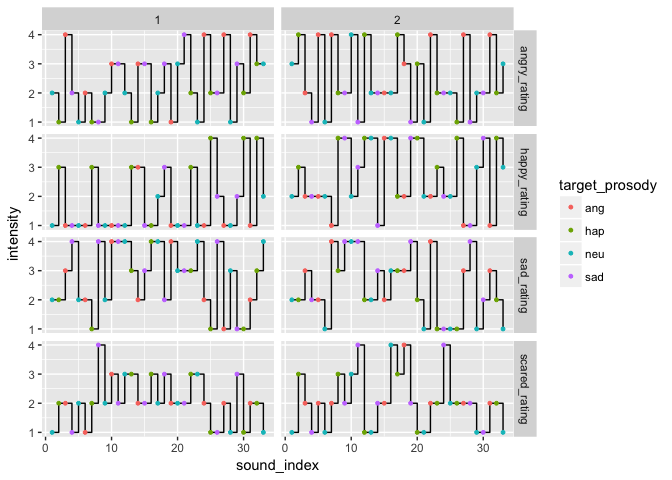 1 2
4
3
2
1
angry_rating
4
3
2
1
happy_rating
4
3
2
1
sad_rating
4
3
2
1
scared_rating
0 10 20 30 0 10 20 30
sound_index
intensity
target_prosody
ang
hap
neu
sad